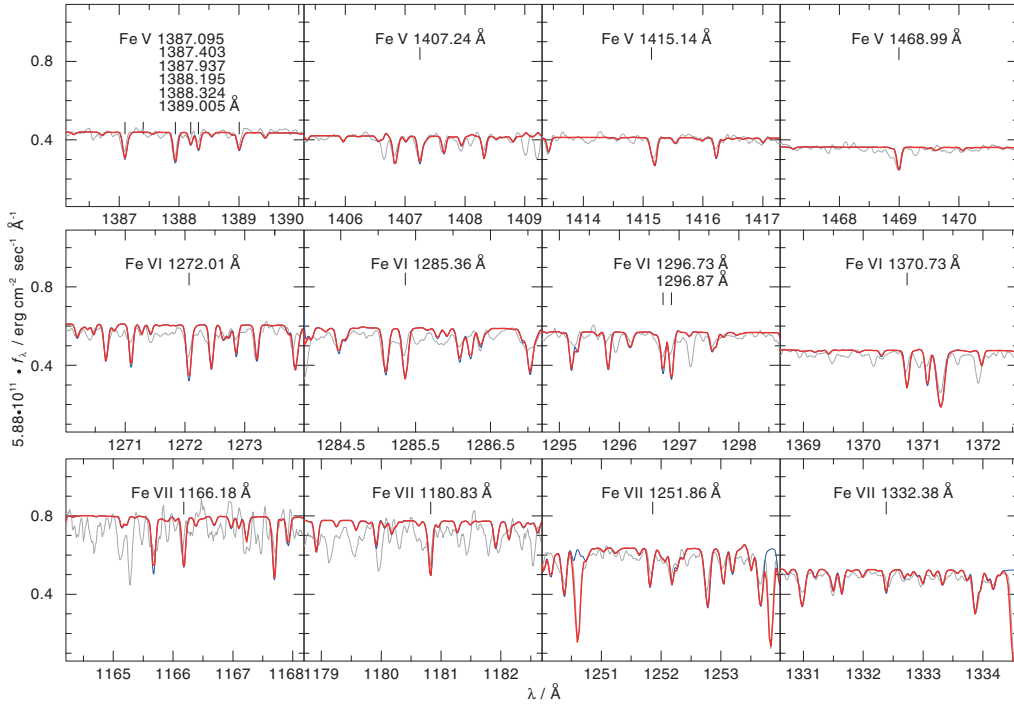 Fe V 1387.095
1387.403
1387.937
1388.195
1388.324
1389.005 Å
Fe V 1407.24 Å
Fe V 1415.14 Å
Fe V 1468.99 Å
0.8
0.4
1387 1388 1389 1390
1406 1407 1408 1409
1414 1415 1416 1417
1468 1469 1470
Fe VI 1272.01 Å
Fe VI 1285.36 Å
Fe VI 1296.73 Å
1296.87 Å
Fe VI 1370.73 Å
0.8
0.4
1271 1272 1273
1284.5 1285.5 1286.5
1295 1296 1297 1298
1369 1370 1371 1372
Fe VII 1166.18 Å
Fe VII 1180.83 Å
Fe VII 1251.86 Å
Fe VII 1332.38 Å
0.8
0.4
1165 1166 1167 1168
1179 1180 1181 1182
1251 1252 1253
1331 1332 1333 1334
5.88•10¹¹ • fλ / erg cm⁻² sec⁻¹ Å⁻¹
λ / Å